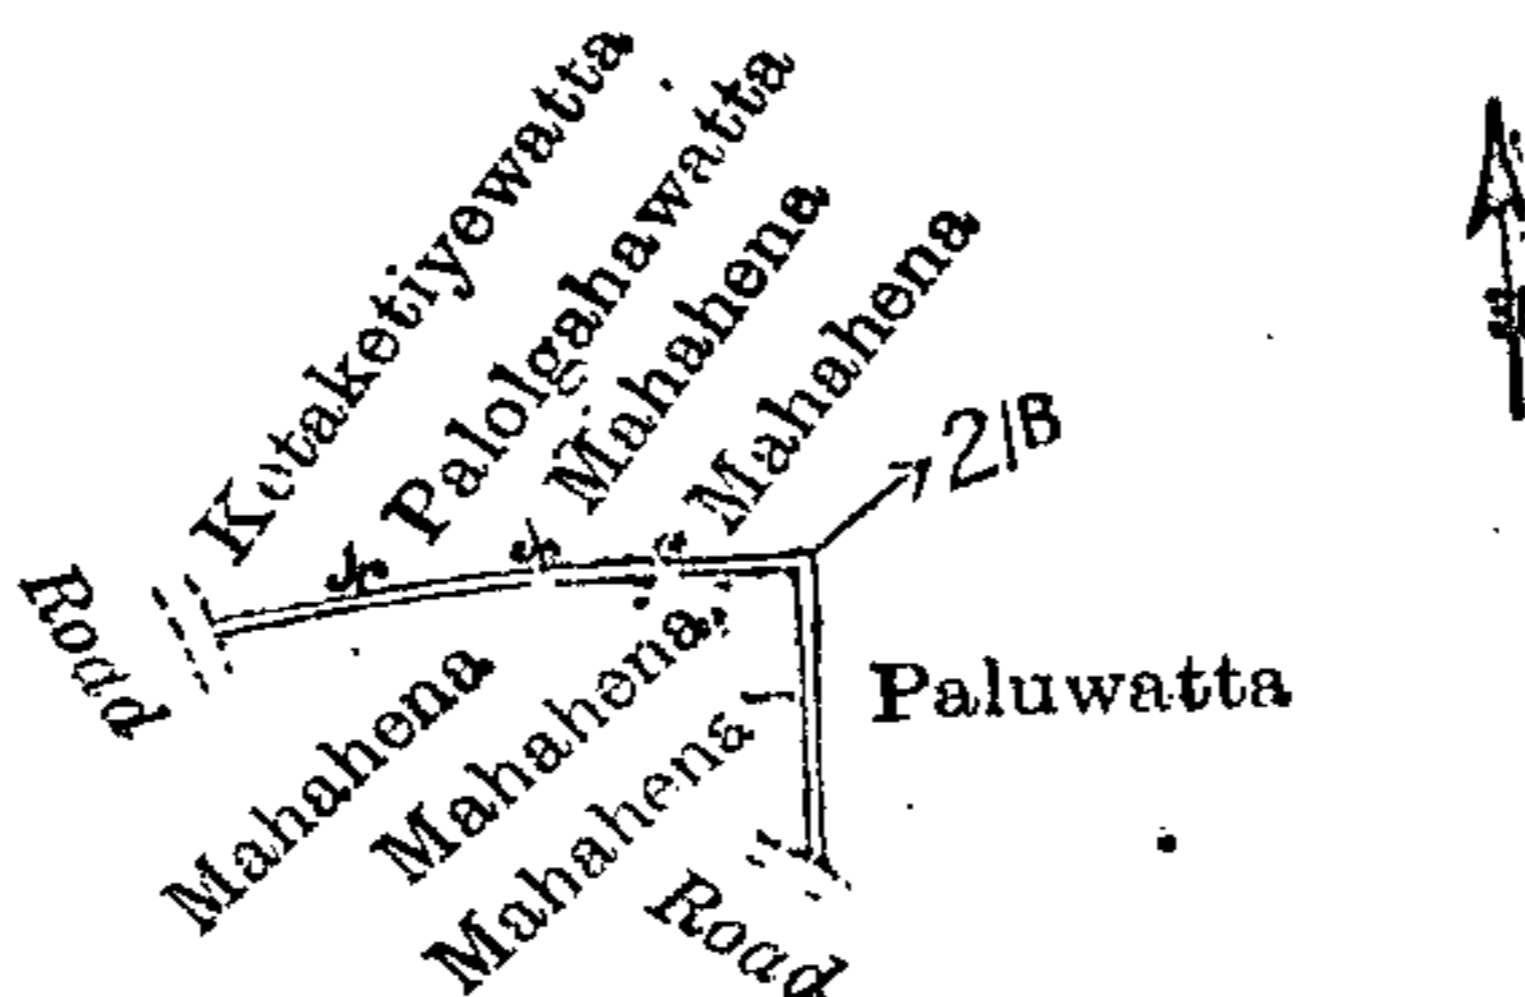 Kotaketiyewatta
Palolgahawatta
Mahahena
Mahahena
2/B
Road
Paluwatta
Mahahena
Mahahena
Mahahena
Road